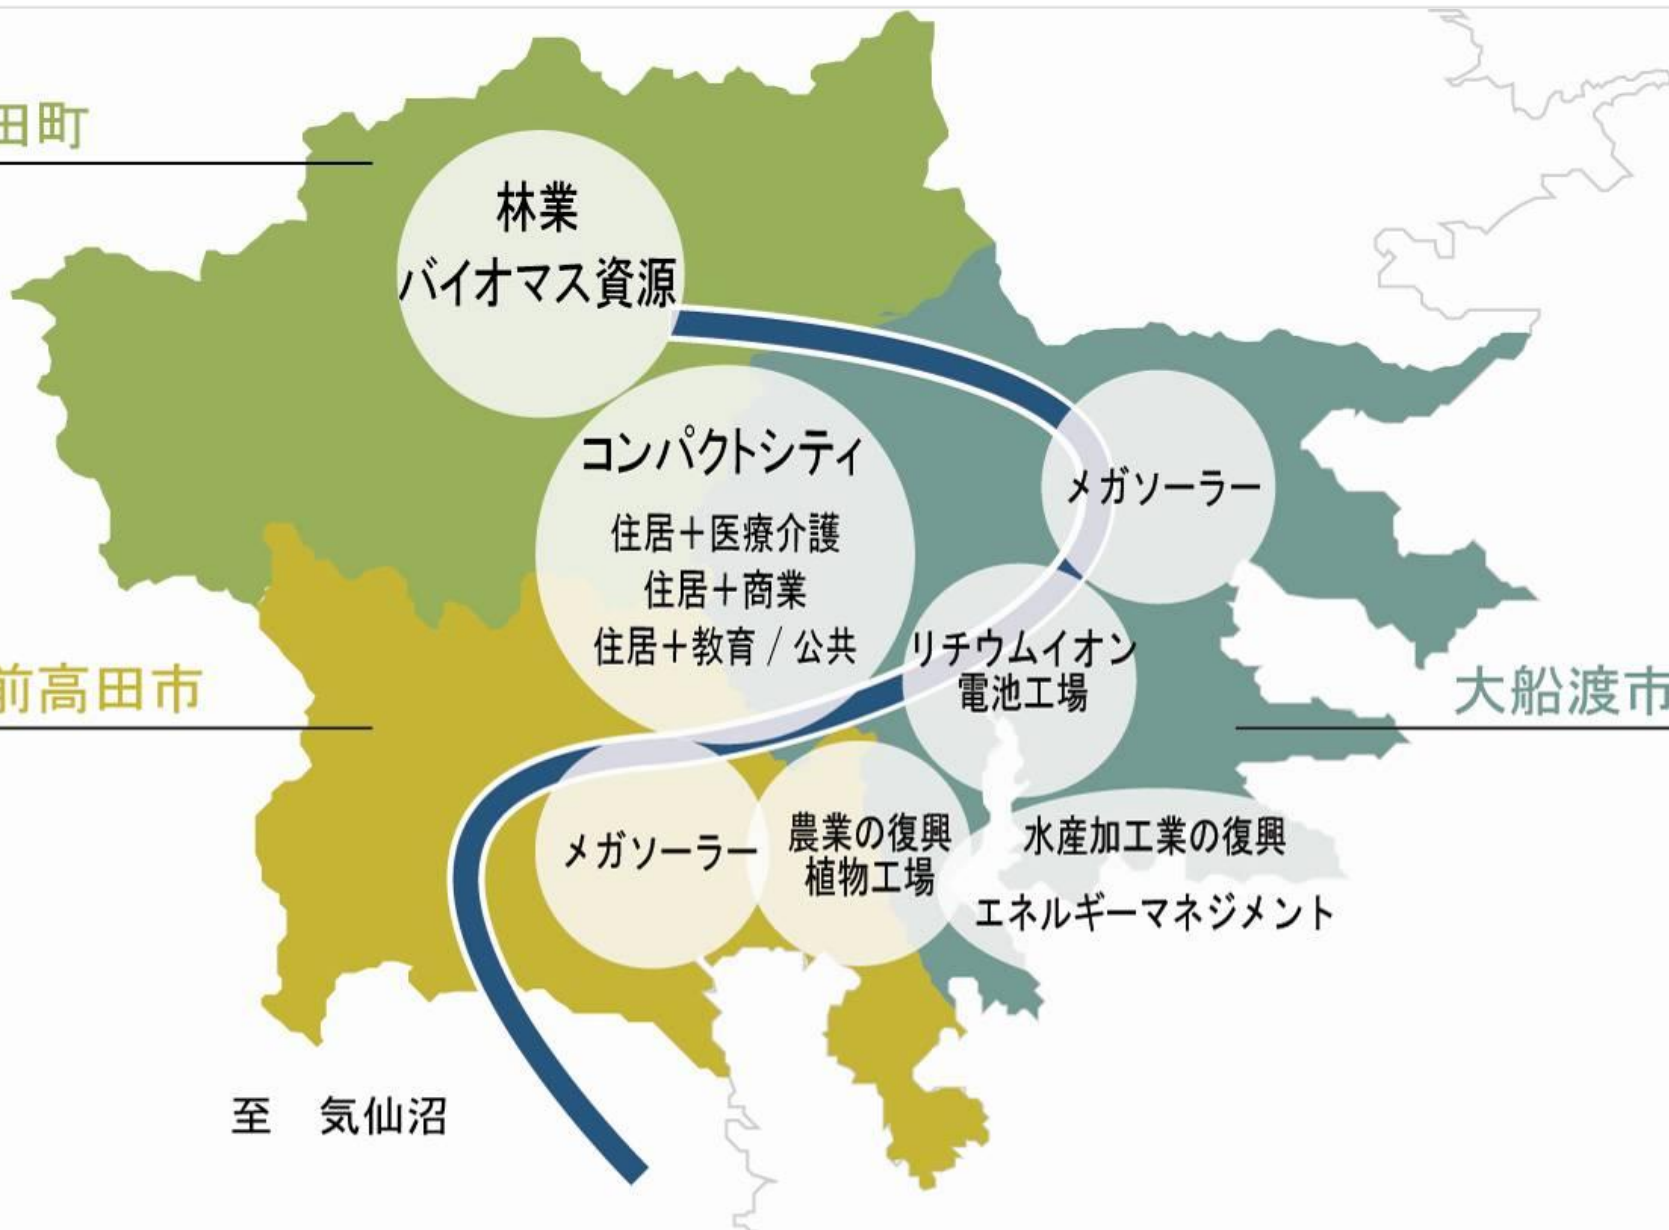 田町
林業
バイオマス資源
コンパクトシティ
住居+医療介護
住居+商業
住居+教育 / 公共
メガソーラー
リチウムイオン
電池工場
前高田市
大船渡市
メガソーラー
農業の復興
植物工場
水産加工業の復興
エネルギーマネジメント
至 気仙沼